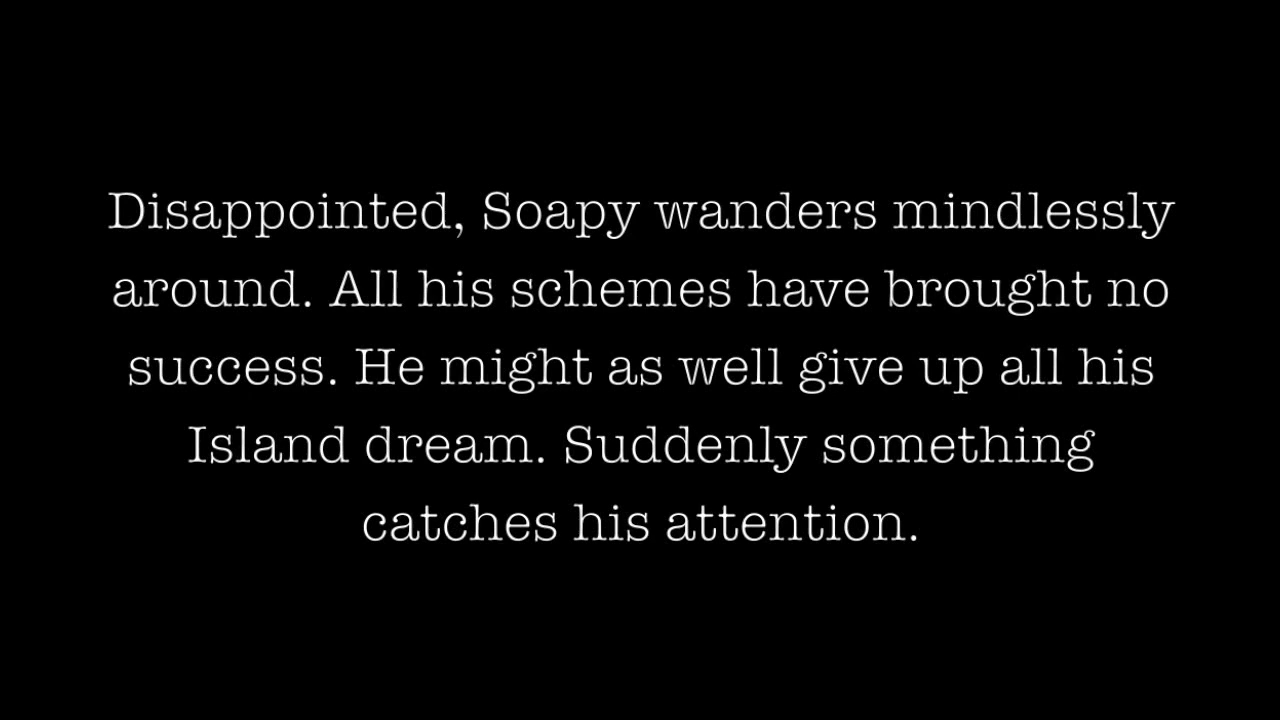 Disappointed, Soapy wanders mindlessly
around. All his schemes have brought no
success. He might as well give up all his
Island dream. Suddenly something
catches his attention.